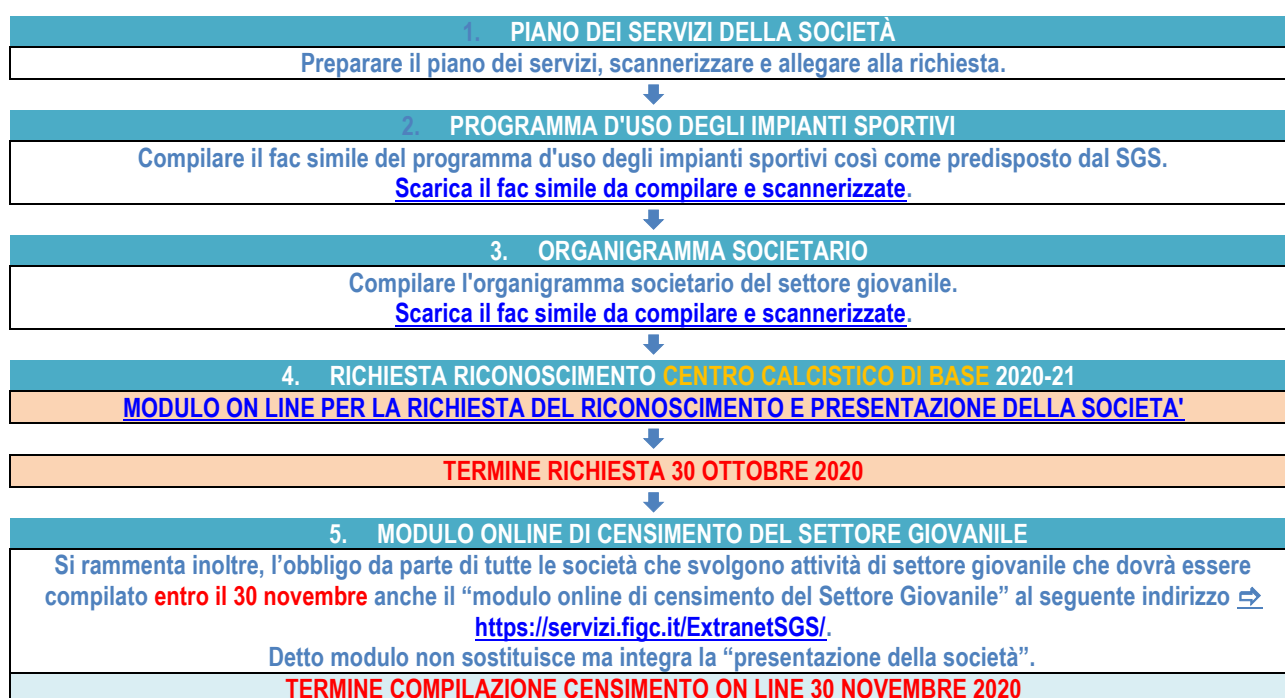 1. PIANO DEI SERVIZI DELLA SOCIETÀ
Preparare il piano dei servizi, scannerizzare e allegare alla richiesta.
2. PROGRAMMA D'USO DEGLI IMPIANTI SPORTIVI
Compilare il fac simile del programma d'uso degli impianti sportivi così come predisposto dal SGS.
Scarica il fac simile da compilare e scannerizzate.
3. ORGANIGRAMMA SOCIETARIO
Compilare l'organigramma societario del settore giovanile.
Scarica il fac simile da compilare e scannerizzate.
4. RICHIESTA RICONOSCIMENTO CENTRO CALCISTICO DI BASE 2020-21
MODULO ON LINE PER LA RICHIESTA DEL RICONOSCIMENTO E PRESENTAZIONE DELLA SOCIETA'
TERMINE RICHIESTA 30 OTTOBRE 2020
5. MODULO ONLINE DI CENSIMENTO DEL SETTORE GIOVANILE
Si rammenta inoltre, l’obbligo da parte di tutte le società che svolgono attività di settore giovanile che dovrà essere
compilato entro il 30 novembre anche il “modulo online di censimento del Settore Giovanile” al seguente indirizzo ⇨
https://servizi.figc.it/ExtranetSGS/.
Detto modulo non sostituisce ma integra la “presentazione della società”.
TERMINE COMPILAZIONE CENSIMENTO ON LINE 30 NOVEMBRE 2020